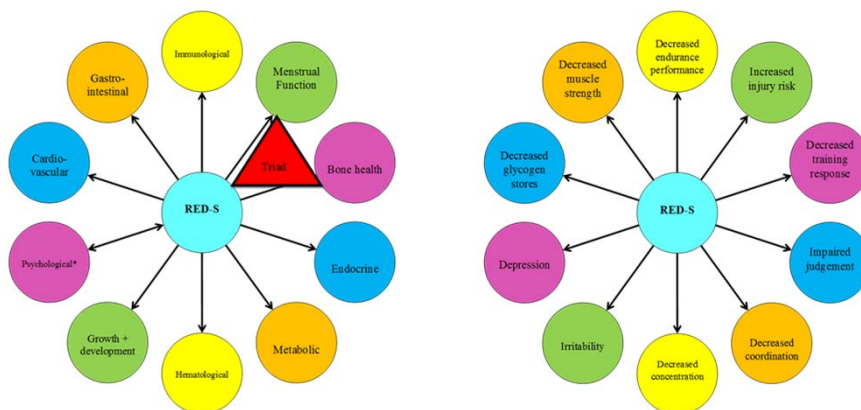 Immunological
Menstrual
Function
Bone health
Endocrine
Metabolic
Hematological
Growth +
development
Psychological*
Cardio-
vascular
Gastro-
intestinal
Triad
RED-S
Decreased
endurance
performance
Increased
injury risk
Decreased
training
response
Impaired
judgement
Decreased
coordination
Decreased
concentration
Irritability
Depression
Decreased
glycogen
stores
Decreased
muscle
strength
RED-S